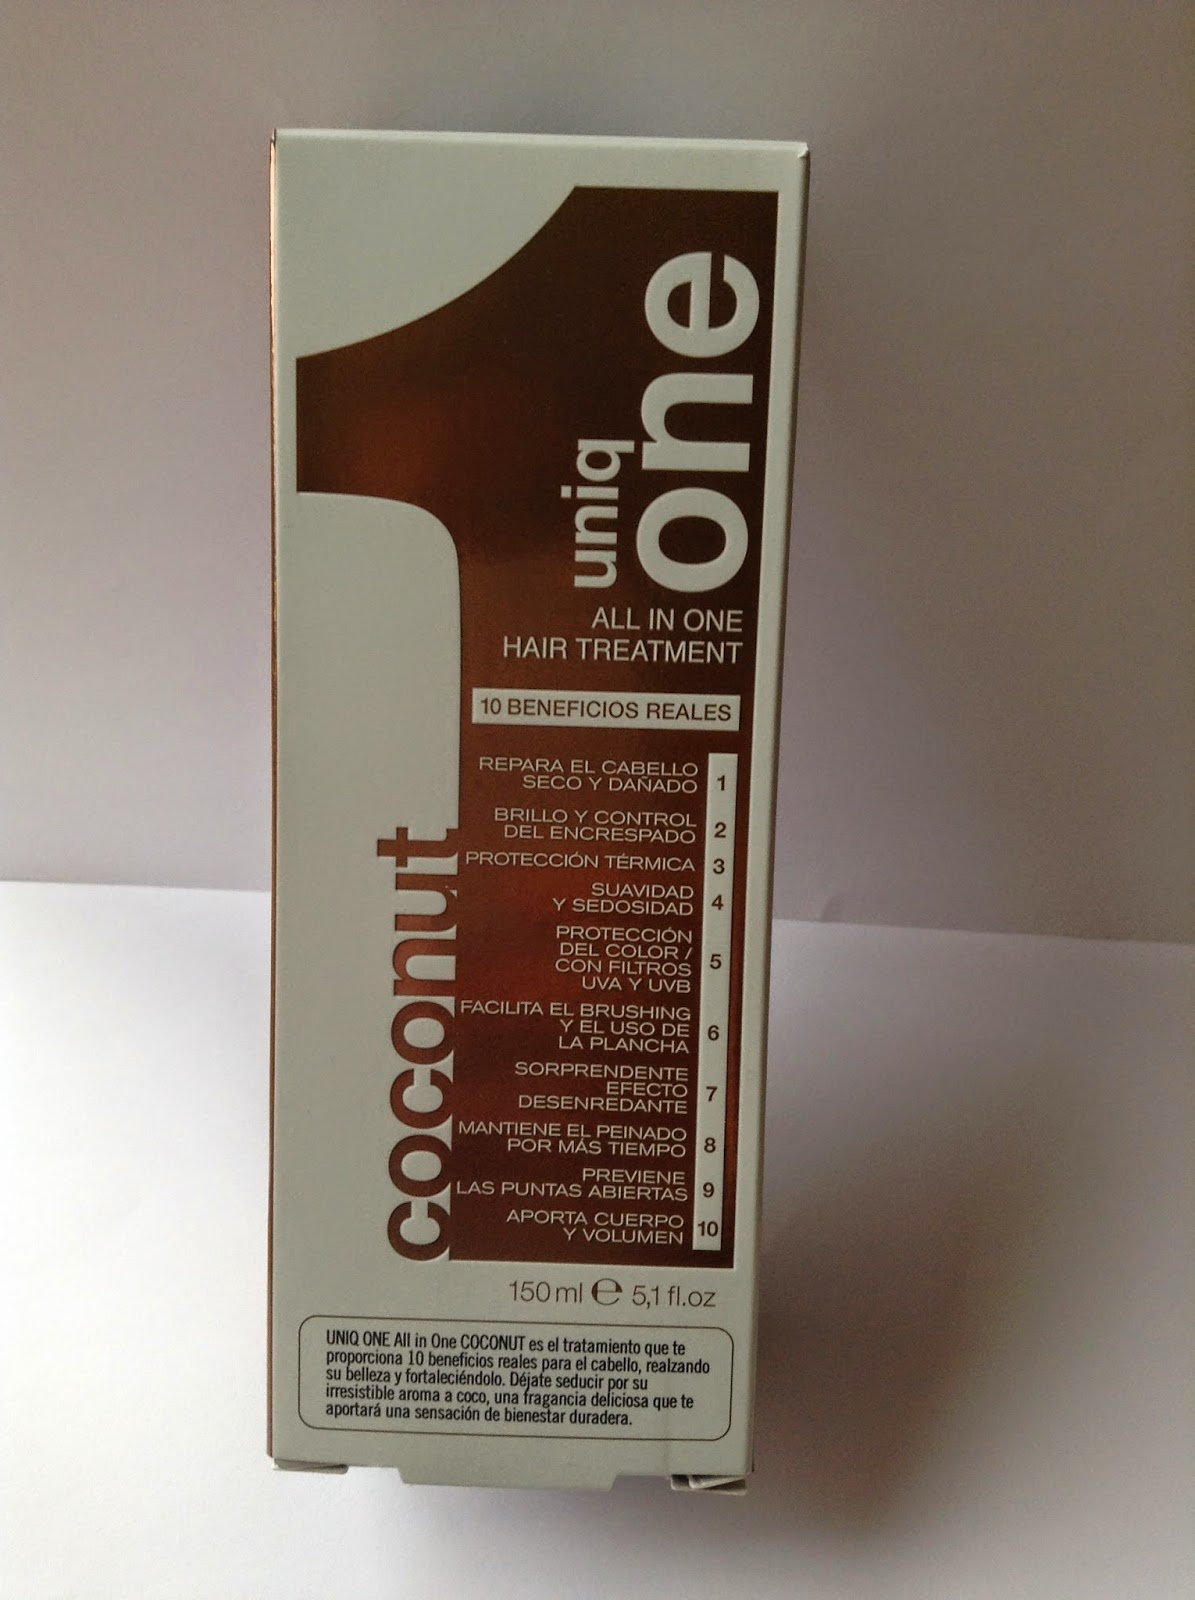 uniq
one
ALL IN ONE
HAIR TREATMENT
10 BENEFICIOS REALES
REPARA EL CABELLO
SECO Y DAÑADO
1
BRILLO Y CONTROL
DEL ENCRESPADO
2
PROTECCIÓN TÉRMICA
3
SUAVIDAD
Y SEDOSIDAD
4
PROTECCIÓN
DEL COLOR /
CON FILTROS
UVA Y UVB
5
FACILITA EL BRUSHING
Y EL USO DE
LA PLANCHA
6
SORPRENDENTE
EFECTO
DESENREDANTE
7
MANTIENE EL PEINADO
POR MÁS TIEMPO
8
PREVIENE
LAS PUNTAS ABIERTAS
9
APORTA CUERPO
Y VOLUMEN
10
coconut
150 ml e 5,1 fl.oz
UNIQ ONE All in One COCONUT es el tratamiento que te
proporciona 10 beneficios reales para el cabello, realzando
su belleza y fortaleciéndolo. Déjate seducir por su
irresistible aroma a coco, una fragancia deliciosa que te
aportará una sensación de bienestar duradera.